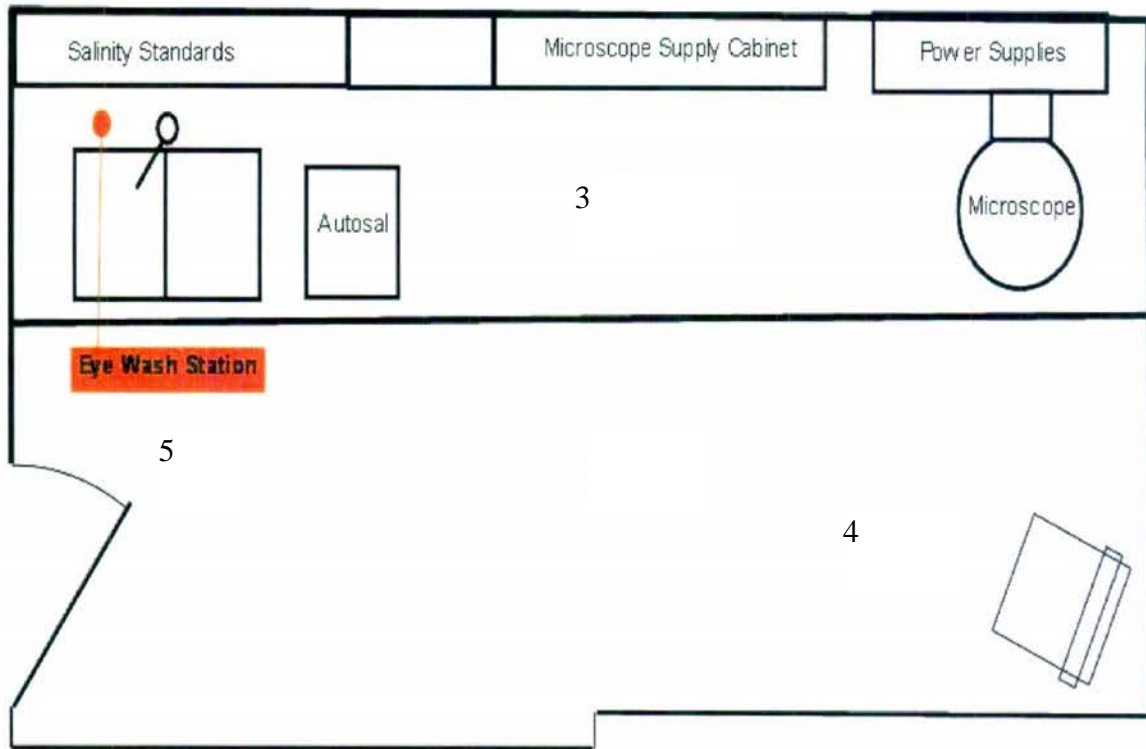 Salinity Standards
Microscope Supply Cabinet
Power Supplies
Autosal
3
Microscope
Eye Wash Station
5
4